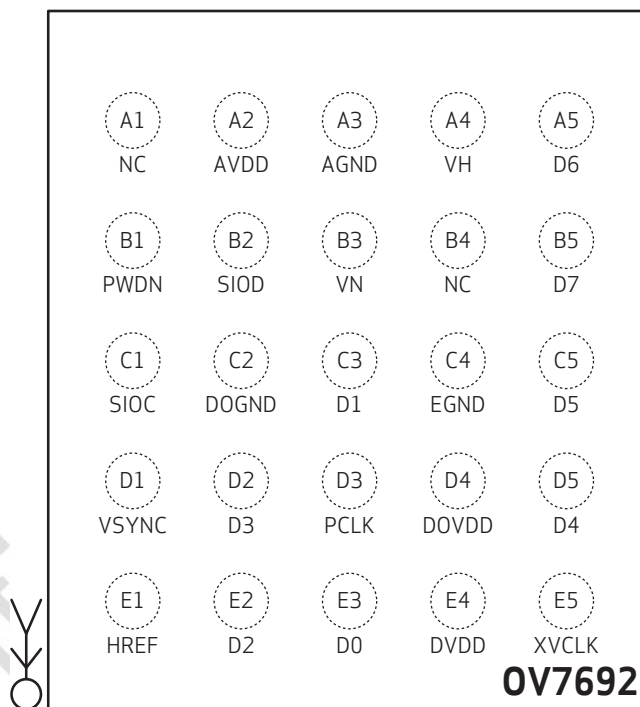 A1 A2 A3 A4 A5
NC AVDD AGND VH D6
B1 B2 B3 B4 B5
PWDN SIOD VN NC D7
C1 C2 C3 C4 C5
SIOC DOGND D1 EGND D5
D1 D2 D3 D4 D5
VSYNC D3 PCLK DOVDD D4
E1 E2 E3 E4 E5
HREF D2 D0 DVDD XVCLK
OV7692